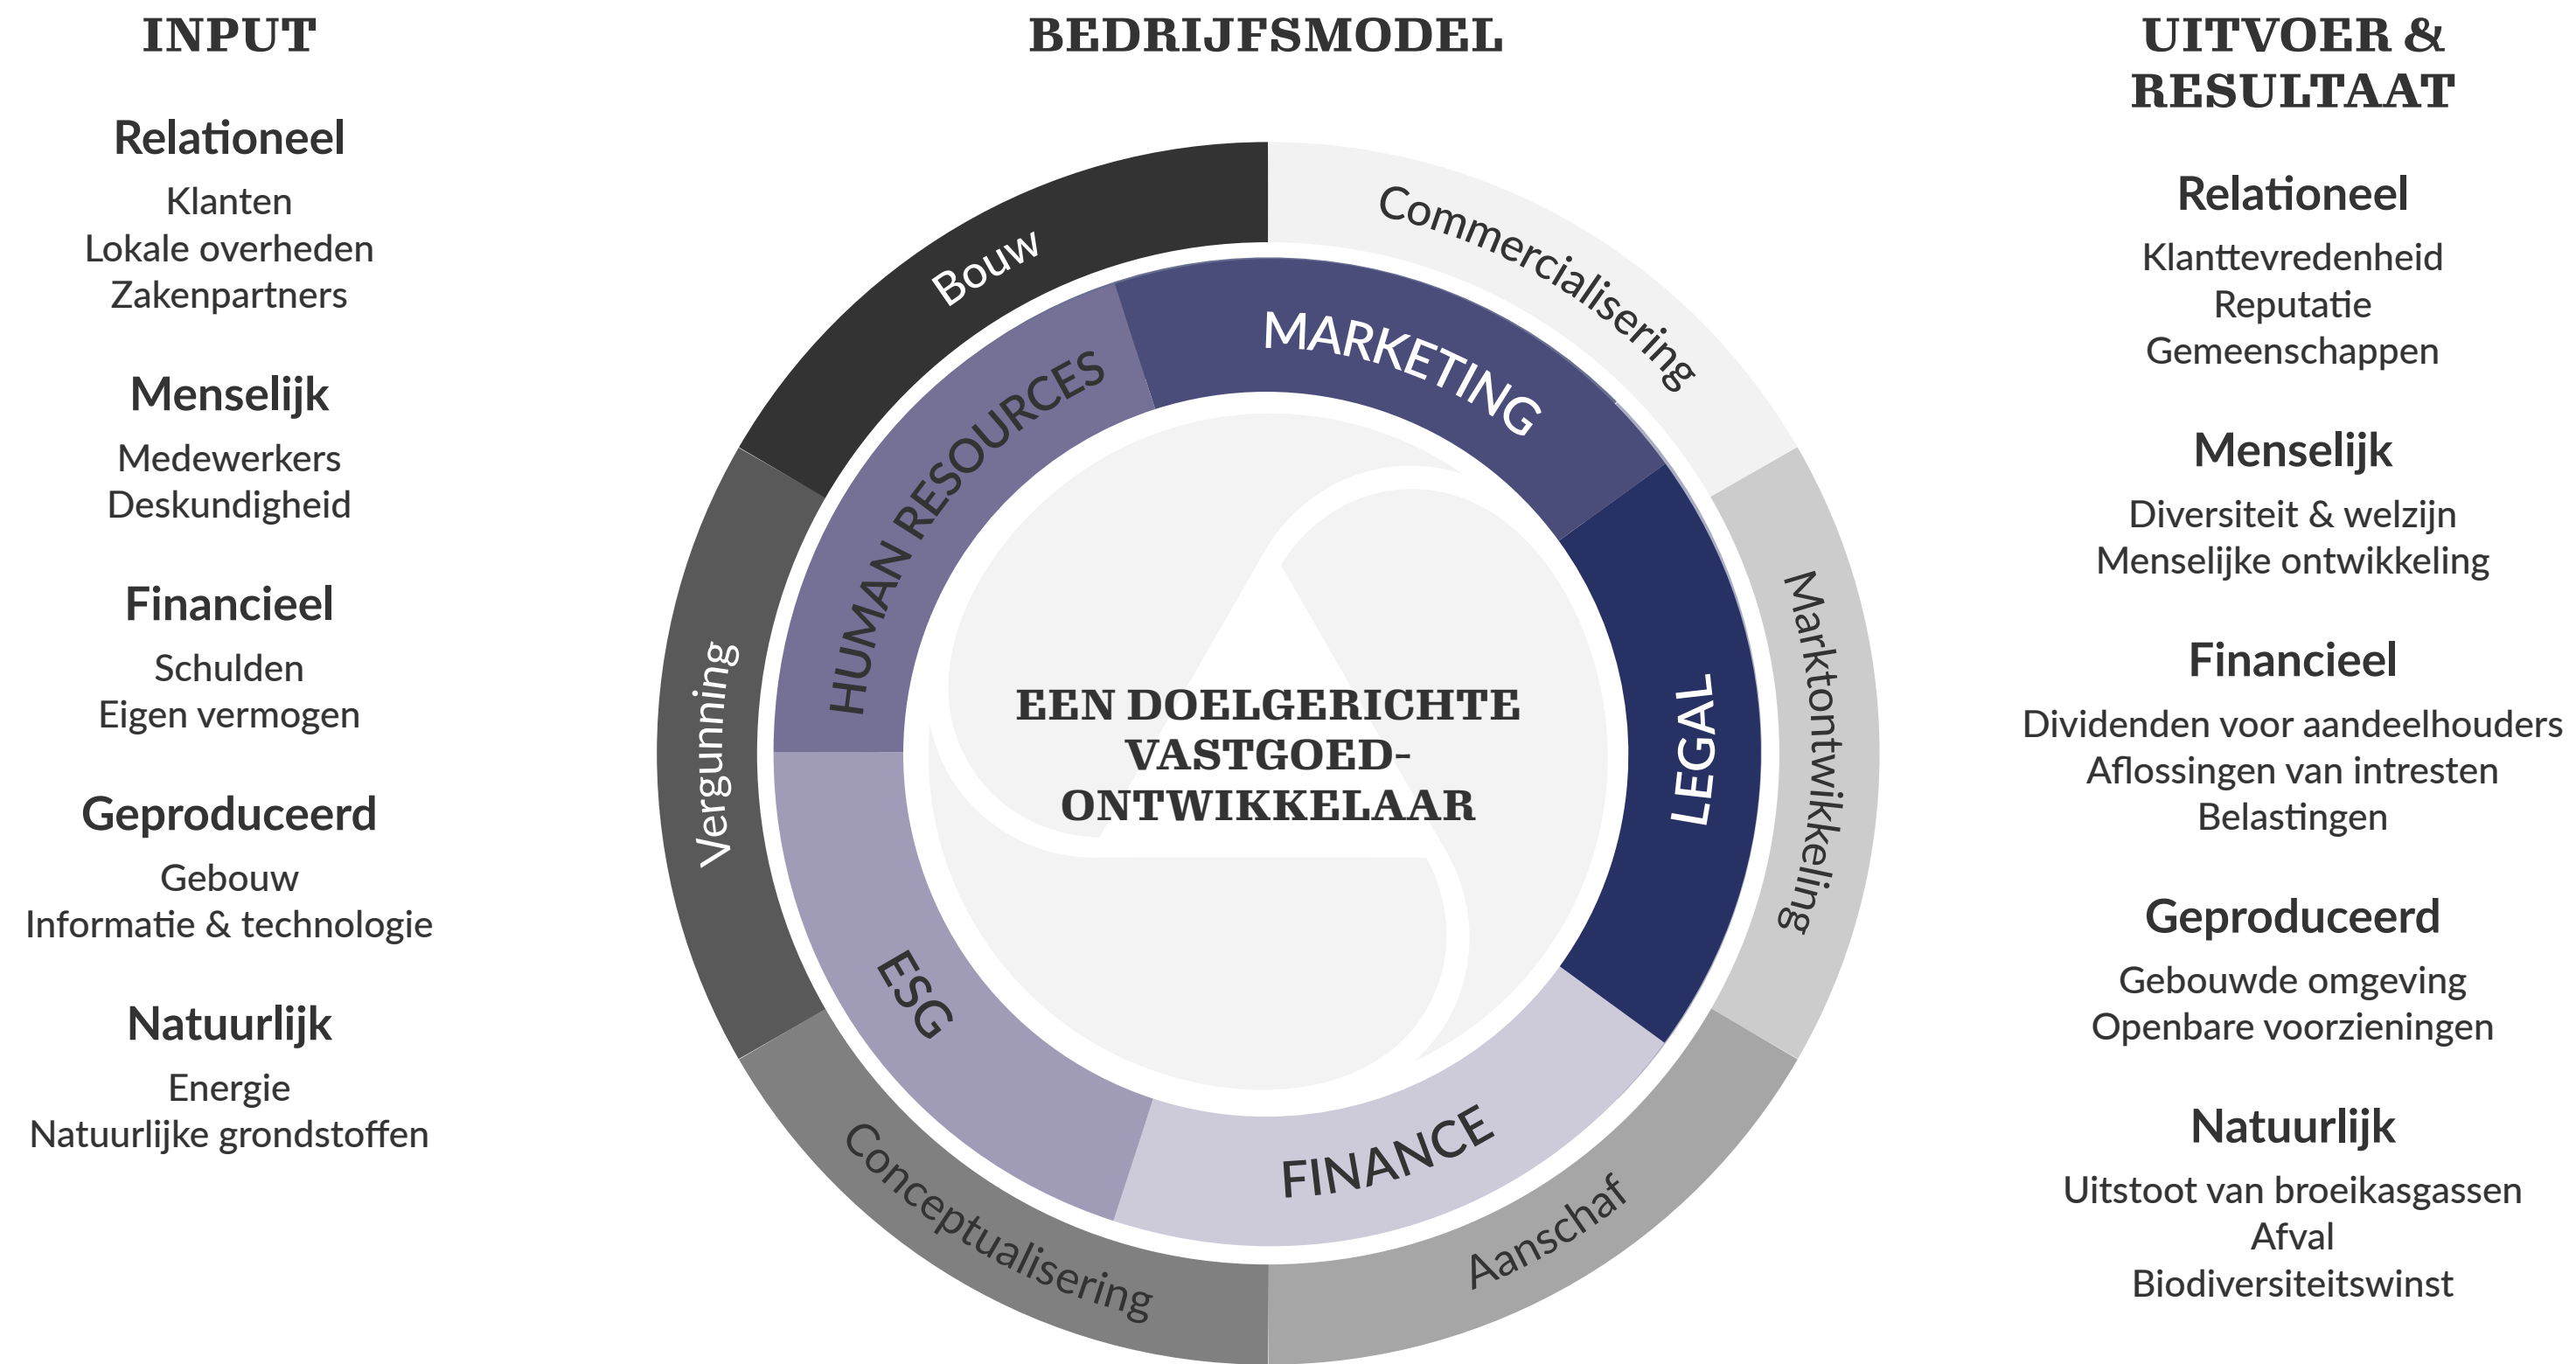 INPUT
Relationeel
Klanten
Lokale overheden
Zakenpartners
Menselijk
Medewerkers
Deskundigheid
Financieel
Schulden
Eigen vermogen
Geproduceerd
Gebouw
Informatie & technologie
Natuurlijk
Energie
Natuurlijke grondstoffen
BEDRIJFSMODEL
Commercialisering
Marktontwikkeling
Aanschaf
Conceptualisering
Vergunning
Bouw
MARKETING
LEGAL
FINANCE
ESG
HUMAN RESOURCES
EEN DOELGERICHTE
VASTGOED-
ONTWIKKELAAR
UITVOER &
RESULTAAT
Relationeel
Klanttevredenheid
Reputatie
Gemeenschappen
Menselijk
Diversiteit & welzijn
Menselijke ontwikkeling
Financieel
Dividenden voor aandeelhouders
Aflossingen van intresten
Belastingen
Geproduceerd
Gebouwde omgeving
Openbare voorzieningen
Natuurlijk
Uitstoot van broeikasgassen
Afval
Biodiversiteitswinst